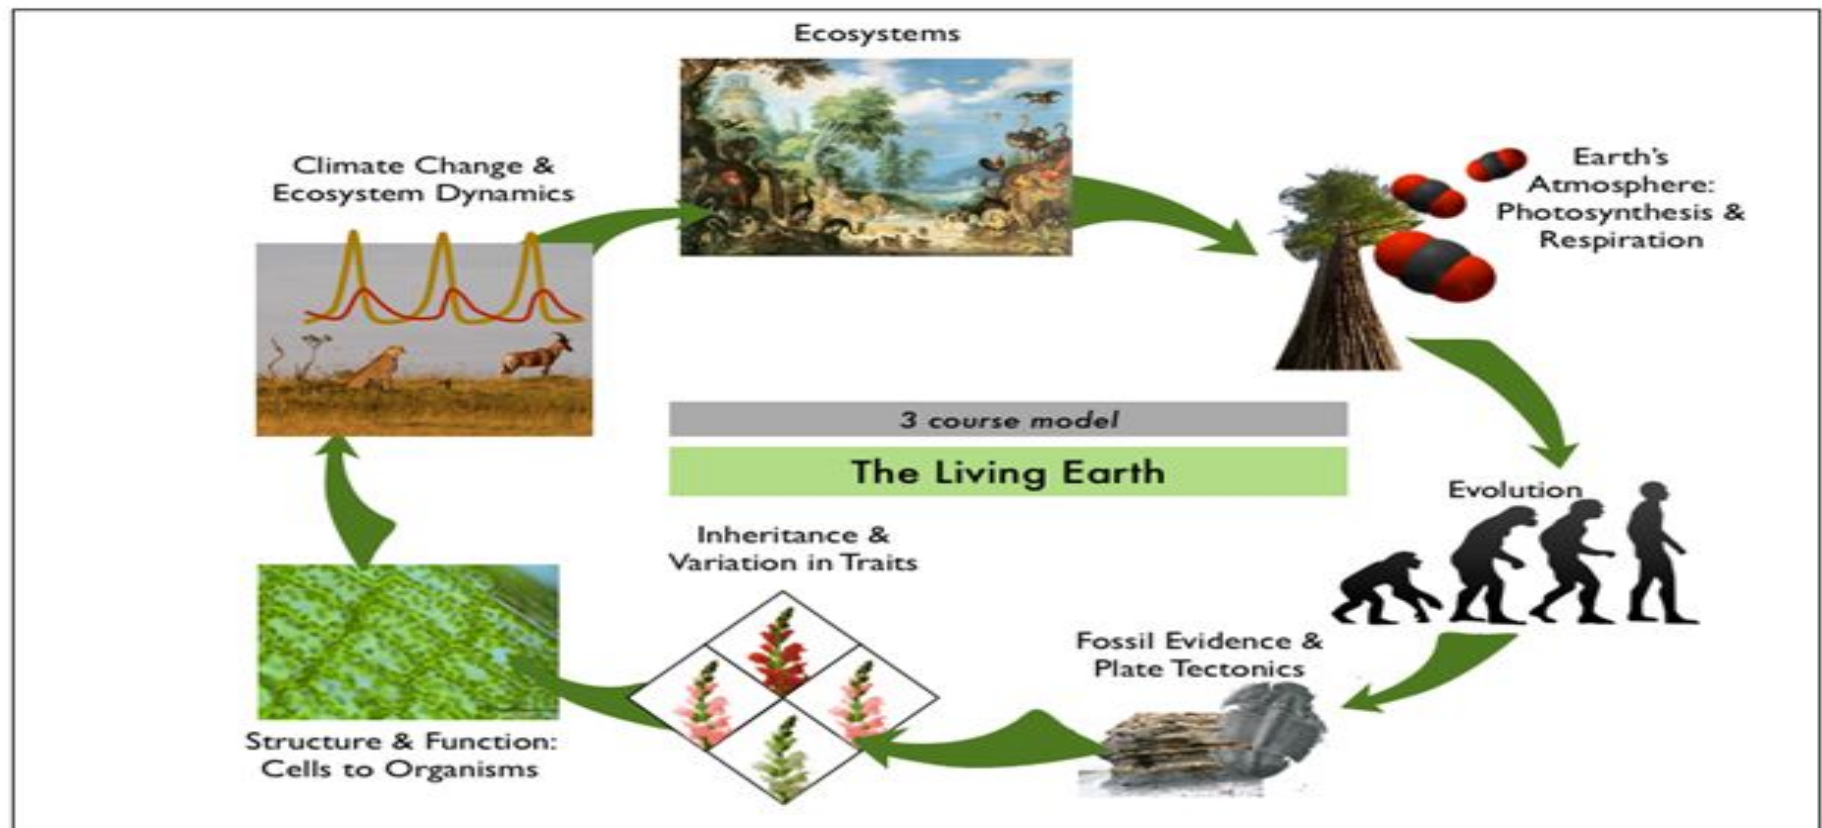 Ecosystems
Climate Change &
Ecosystem Dynamics
Earth's
Atmosphere:
Photosynthesis &
Respiration
3 course model
The Living Earth
Evolution
Inheritance &
Variation in Traits
Fossil Evidence &
Plate Tectonics
Structure & Function:
Cells to Organisms